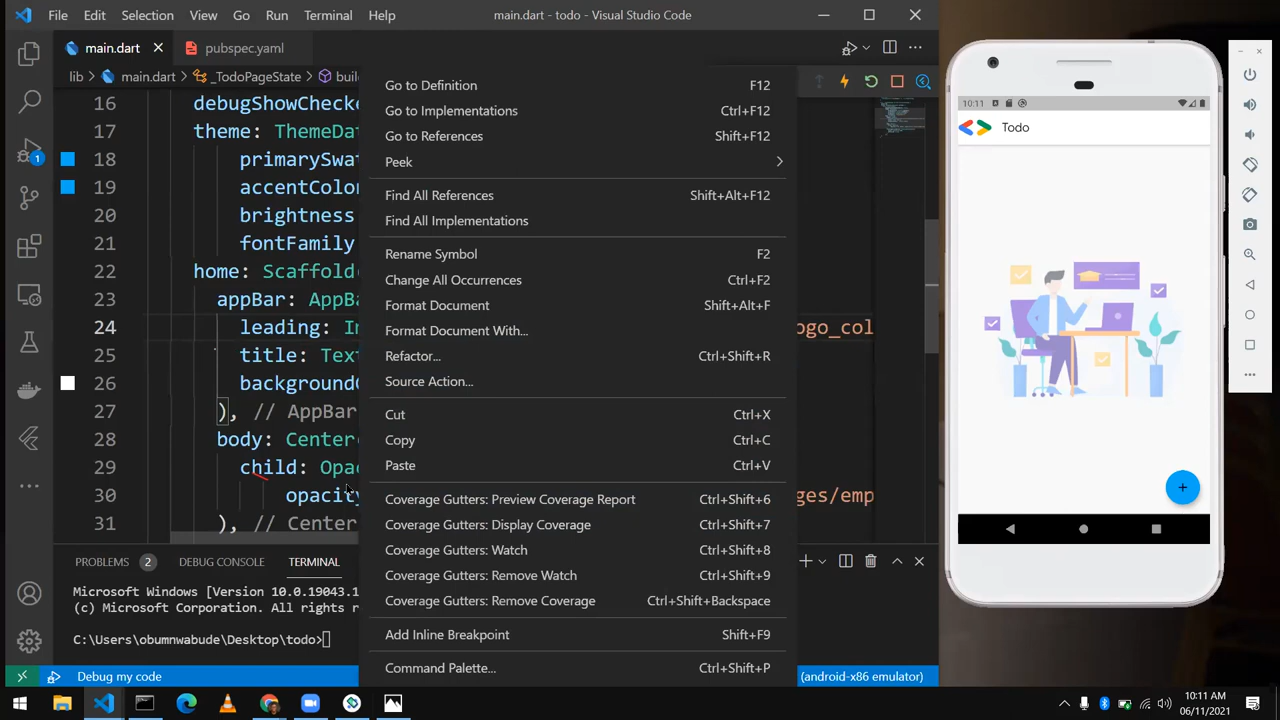 File Edit Selection View Go Run Terminal Help main.dart - todo - Visual Studio Code
main.dart pubspec.yaml
lib main.dart _TodoPageState
16 debugShowChecke
17 theme: ThemeDat
18 primarySwat
19 accentColor
20 brightness
21 fontFamily
22 home: Scaffold(
23 appBar: AppBa
24 leading: ogo_col
25 title: Text
26 background
27 ), // AppBar
28 body: Center
29 child: Opac
30 opacity ges/emp
31 ), // Center
Go to Definition F12
Go to Implementations Ctrl+F12
Go to References Shift+F12
Peek
Find All References Shift+Alt+F12
Find All Implementations
Rename Symbol F2
Change All Occurrences Ctrl+F2
Format Document Shift+Alt+F
Format Document With...
Refactor... Ctrl+Shift+R
Source Action...
Cut Ctrl+X
Copy Ctrl+C
Paste Ctrl+V
Coverage Gutters: Preview Coverage Report Ctrl+Shift+6
Coverage Gutters: Display Coverage Ctrl+Shift+7
Coverage Gutters: Watch Ctrl+Shift+8
Coverage Gutters: Remove Watch Ctrl+Shift+9
Coverage Gutters: Remove Coverage Ctrl+Shift+Backspace
Add Inline Breakpoint Shift+F9
Command Palette... Ctrl+Shift+P
PROBLEMS 2 DEBUG CONSOLE TERMINAL
Microsoft Windows [Version 10.0.19043.1
(c) Microsoft Corporation. All rights r
C:\Users\obumnwabude\Desktop\todo>
Debug my code (android-x86 emulator)
1
10:11
Todo
10:11 AM
06/11/2021